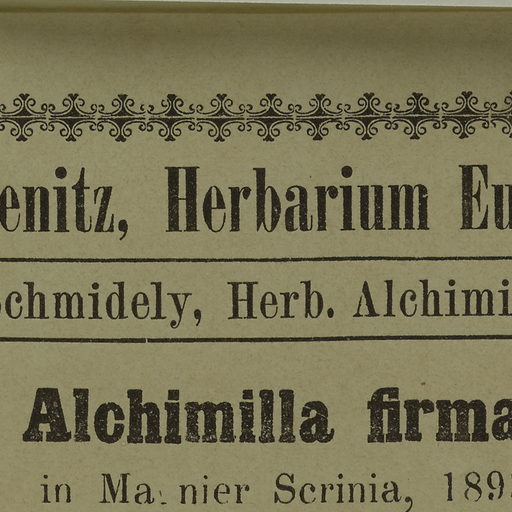 enitz, Herbarium Eu
chmidely, Herb. Alchimi
Alchimilla firma
in Ma nier Scrinia, 189